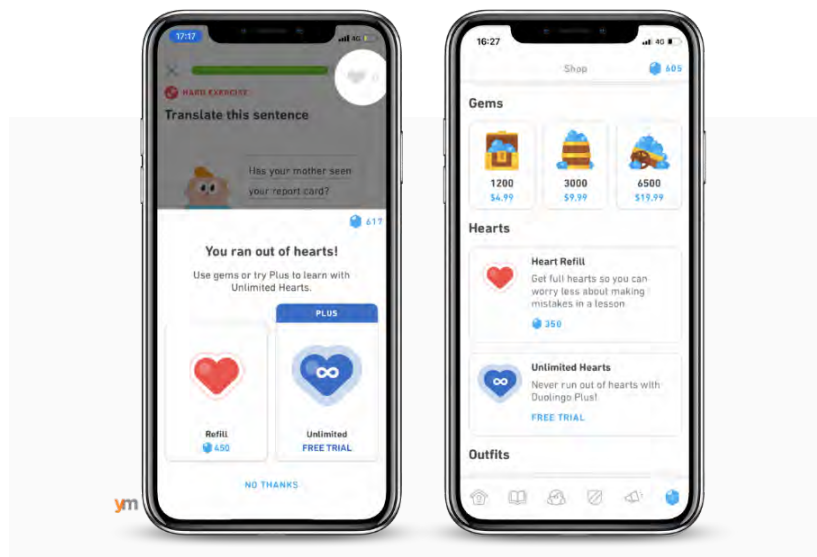 17:17
4G
0
HARD EXERCISE
Translate this sentence
Has your mother seen
your report card?
617
You ran out of hearts!
Use gems or try Plus to learn with
Unlimited Hearts.
PLUS
Refill
450
Unlimited
FREE TRIAL
NO THANKS
ym
16:27
4G
Shop
605
Gems
1200
$4.99
3000
$9.99
6500
$19.99
Hearts
Heart Refill
Get full hearts so you can
worry less about making
mistakes in a lesson
350
Unlimited Hearts
Never run out of hearts with
Duolingo Plus!
FREE TRIAL
Outfits